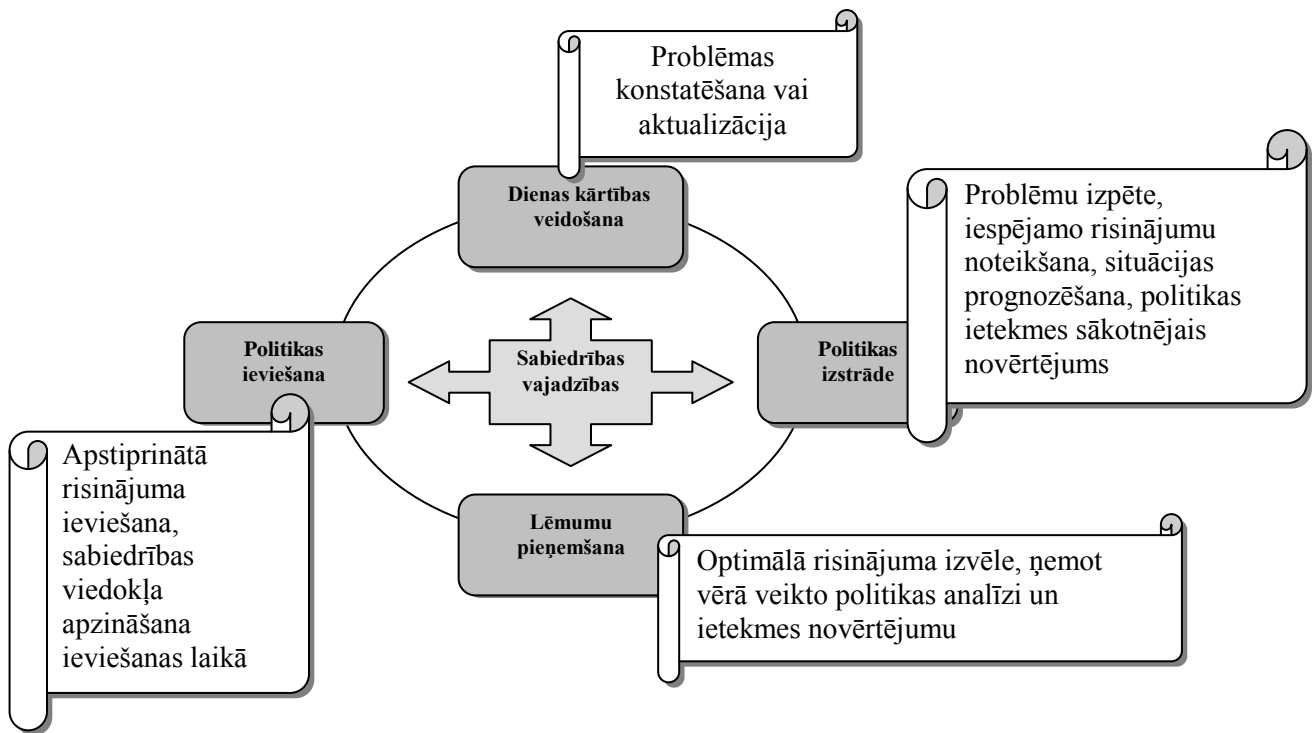 Problēmas
konstatēšana vai
aktualizācija
Dienas kārtības
veidošana
Problēmu izpēte,
iespējamo risinājumu
noteikšana, situācijas
prognozēšana, politikas
ietekmes sākotnējais
novērtējums
Politikas
izstrāde
Sabiedrības
vajadzības
Politikas
ieviešana
Apstiprinātā
risinājuma
ieviešana,
sabiedrības
viedokļa
apzināšana
ieviešanas laikā
Lēmumu
pieņemšana
Optimālā risinājuma izvēle, ņemot
vērā veikto politikas analīzi un
ietekmes novērtējumu